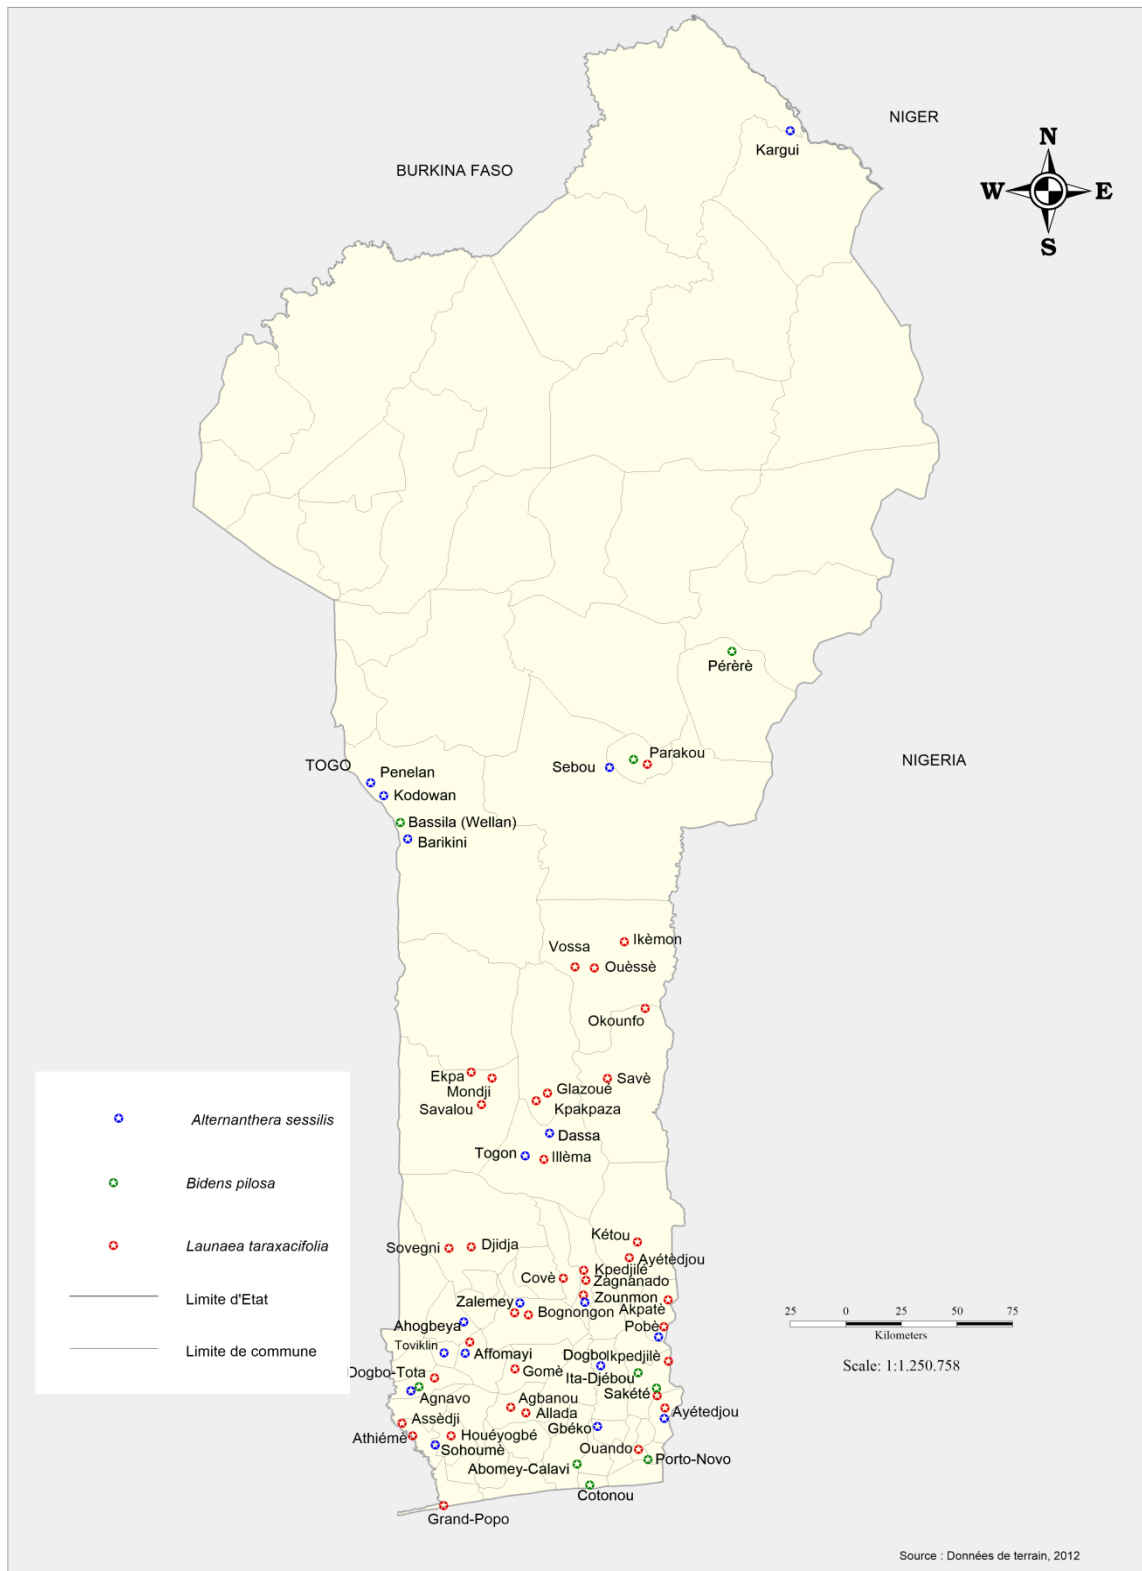 NIGER
N
Kargui
BURKINA FASO
W
E
S
Pérèrè
Parakou
Sebou
NIGERIA
TOGO
Penelan
Kodowan
Bassila (Wellan)
Barikini
Ikèmon
Vossa
Ouèssè
Okounfo
Ekpa
Mondji
Savè
Glazoué
Savalou
Kpakpaza
Alternanthera sessilis
Dassa
Togon
Illèma
Bidens pilosa
Kétou
Launaea taraxacifolia
Sovegni
Djidja
Ayétèdjou
Kpedjilé
Covè
Zagnanado
Limite d'Etat
Zalemey
Zounmon
Bognongon
Akpatè
25 0 25 50 75
Kilometers
Ahogbeya
Pobè
Limite de commune
Toviklin
Affomayi
Dogbo
Ikpedjilè
Scale: 1:1.250.758
Dogbo-Tota
Gomè
Ita-Djébou
Agnavo
Sakété
Agbanou
Allada
Ayétedjou
Assèdji
Gbéko
Athiémè
Houéyogbé
Sohoumè
Ouando
Abomey-Calavi
Porto-Novo
Cotonou
Grand-Popo
Source : Données de terrain, 2012